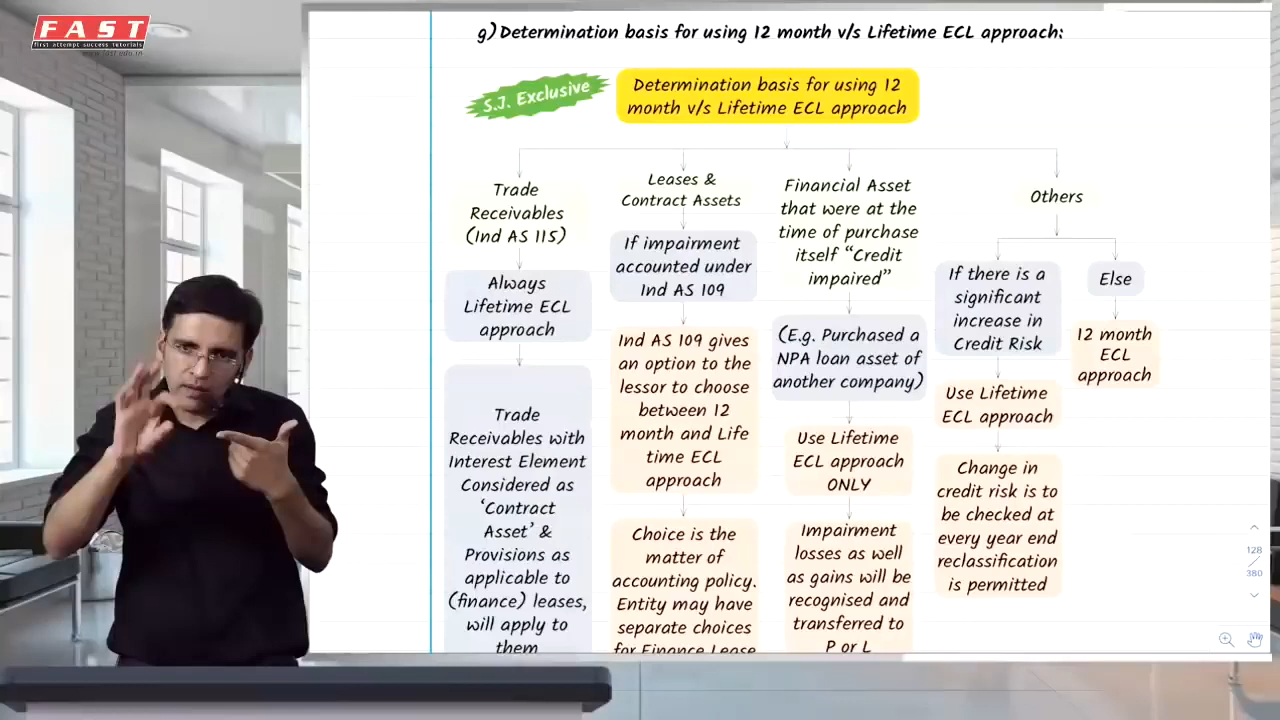 FAST
first attempt success tutorials
www.fast.edu.in
g) Determination basis for using 12 month v/s Lifetime ECL approach:
S.J. Exclusive
Determination basis for using 12
month v/s Lifetime ECL approach
Trade
Receivables
(Ind AS 115)
Always
Lifetime ECL
approach
Trade
Receivables with
Interest Element
Considered as
‘Contract
Asset’ &
Provisions as
applicable to
(finance) leases,
will apply to
them
Leases &
Contract Assets
If impairment
accounted under
Ind AS 109
Ind AS 109 gives
an option to the
lessor to choose
between 12
month and Life
time ECL
approach
Choice is the
matter of
accounting policy.
Entity may have
separate choices
for Finance Lease
Financial Asset
that were at the
time of purchase
itself “Credit
impaired”
(E.g. Purchased a
NPA loan asset of
another company)
Use Lifetime
ECL approach
ONLY
Impairment
losses as well
as gains will be
recognised and
transferred to
P or L
Others
If there is a
significant
increase in
Credit Risk
Use Lifetime
ECL approach
Change in
credit risk is to
be checked at
every year end
reclassification
is permitted
Else
12 month
ECL
approach
128
380